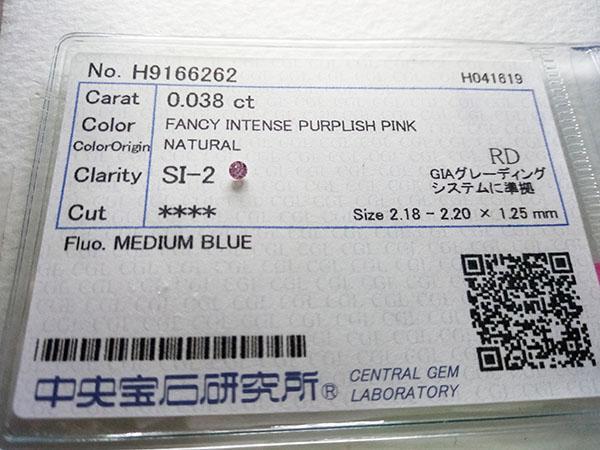 No. H9166262
H041619
Carat 0.038 ct
Color FANCY INTENSE PURPLISH PINK
ColorOrigin NATURAL
RD
Clarity SI-2
GIAグレーディング
システムに準拠
Cut ****
Size 2.18 - 2.20 × 1.25 mm
Fluo. MEDIUM BLUE
中央宝石研究所®
CENTRAL GEM
LABORATORY